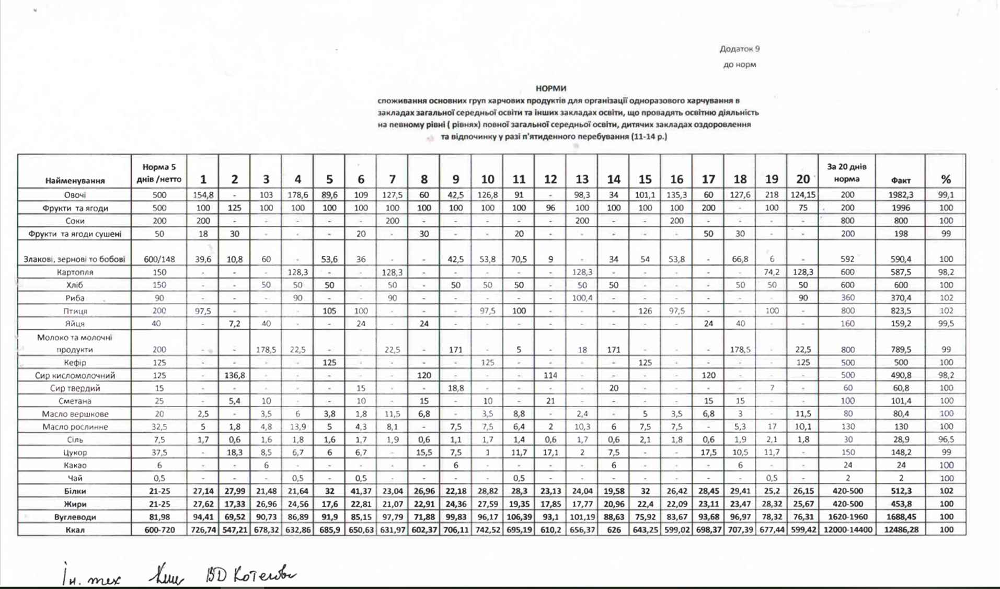 Додаток 9
до норм
НОРМИ
споживання основних груп харчових продуктів для організації одноразового харчування в
закладах загальної середньої освіти та інших закладах освіти, що провадять освітню діяльність
на певному рівні ( рівнях) повної загальної середньої освіти, дитячих закладах оздоровлення
та відпочинку у разі п'ятиденного перебування (11-14 р.)
Найменування Норма 5 днів /нетто 1 2 3 4 5 6 7 8 9 10 11 12 13 14 15 16 17 18 19 20 За 20 днів норма Факт %
Овочі 500 154,8 - 103 178,6 89,6 109 127,5 60 42,5 126,8 91 - 98,3 34 101,1 135,3 60 127,6 218 124,15 200 1982,3 99,1
Фрукти та ягоди 500 100 125 100 100 100 100 100 100 100 100 100 96 100 100 100 100 200 - 100 75 200 1996 100
Соки 200 200 - - - - - 200 - - - - - 200 - - 200 - - - - 800 800 100
Фрукти та ягоди сушені 50 18 30 - - - 20 - 30 - - 20 - - - - - 50 30 - - 200 198 99
Злакові, зернові то бобові 600/148 39,6 10,8 60 - 53,6 36 - - 42,5 53,8 70,5 9 - 34 54 53,8 - 66,8 6 - 592 590,4 100
Картопля 150 - - - 128,3 - - 128,3 - - - - - 128,3 - - - - - 74,2 128,3 600 587,5 98,2
Хліб 150 - - 50 50 50 - 50 - 50 50 50 - 50 50 - - - 50 50 50 600 600 100
Риба 90 - - - 90 - - 90 - - - - - 100,4 - - - - - - 90 360 370,4 102
Птиця 200 97,5 - - - 105 100 - - - 97,5 100 - - - 126 97,5 - - 100 - 800 823,5 102
Яйця 40 - 7,2 40 - - 24 - 24 - - - - - - - - 24 40 - - 160 159,2 99,5
Молоко та молочні продукти 200 - - 178,5 22,5 - - 22,5 - 171 - 5 - 18 171 - - - 178,5 - 22,5 800 789,5 99
Кефір 125 - - - - 125 - - - - 125 - - - - 125 - - - - 125 500 500 100
Сир кисломолочний 125 - 136,8 - - - - - 120 - - - 114 - - - - 120 - - - 500 490,8 98,2
Сир твердий 15 - - - - - 15 - - 18,8 - - - - 20 - - - - 7 - 60 60,8 100
Сметана 25 - 5,4 10 - - 10 - 15 - 10 - 21 - - - - 15 15 - - 100 101,4 100
Масло вершкове 20 2,5 - 3,5 6 3,8 1,8 11,5 6,8 - 3,5 8,8 - 2,4 - 5 3,5 6,8 3 - 11,5 80 80,4 100
Масло рослинне 32,5 5 1,8 4,8 13,9 5 4,3 8,1 - 7,5 7,5 6,4 2 10,3 6 7,5 7,5 - 5,3 17 10,1 130 130 100
Сіль 7,5 1,7 0,6 1,6 1,8 1,6 1,7 1,9 0,6 1,1 1,7 1,4 0,6 1,7 0,6 2,1 1,8 0,6 1,9 2,1 1,8 30 28,9 96,5
Цукор 37,5 - 18,3 8,5 6,7 6 6,7 - 15,5 7,5 1 11,7 17,1 2 7,5 - - 17,5 10,5 11,7 - 150 148,2 99
Какао 6 - - 6 - - - - - 6 - - - - 6 - - - 6 - - 24 24 100
Чай 0,5 - - - 0,5 - 0,5 - - - - 0,5 - - - - - - - 0,5 - 2 2 100
Білки 21-25 27,14 27,99 21,48 21,64 32 41,37 23,04 26,96 22,18 28,82 28,3 23,13 24,04 19,58 32 26,42 28,45 29,41 25,2 26,15 420-500 512,3 102
Жири 21-25 27,62 17,33 26,96 24,56 17,6 22,81 21,07 22,91 24,36 27,59 19,35 17,85 17,77 20,96 22,4 22,09 23,11 23,47 28,32 25,67 420-500 453,8 100
Вуглеводи 81,98 94,41 69,52 90,73 86,89 91,9 85,15 97,79 71,88 99,83 96,17 106,39 93,1 101,19 88,63 75,92 83,67 93,68 96,97 78,32 76,31 1620-1960 1688,45 100
Ккал 600-720 726,74 547,21 678,32 632,86 685,9 650,63 631,97 602,37 706,11 742,52 695,19 610,2 656,37 626 643,25 599,02 698,37 707,39 677,44 599,42 12000-14400 12486,28 100
Ін. тех ВД